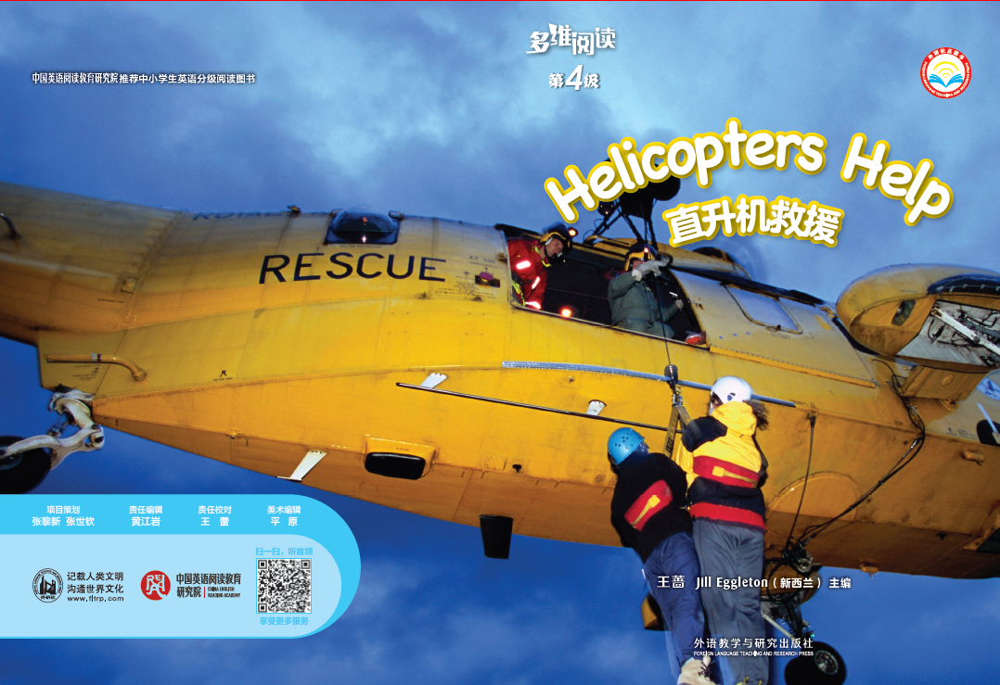 中国英语阅读教育研究院推荐中小学生英语分级阅读图书
多维阅读
第4级
Helicopters Help
直升机救援
RESCUE
项目策划
张黎新 张世钦
责任编辑
黄江岩
责任校对
王 蕾
美术编辑
平 原
扫一扫，听音频
记载人类文明
沟通世界文化
www.fltrp.com
中国英语阅读教育
研究院
CHINA ENGLISH
READING ACADEMY
享受更多服务
王蔷 Jill Eggleton（新西兰）主编
外语教学与研究出版社
FOREIGN LANGUAGE TEACHING AND RESEARCH PRESS